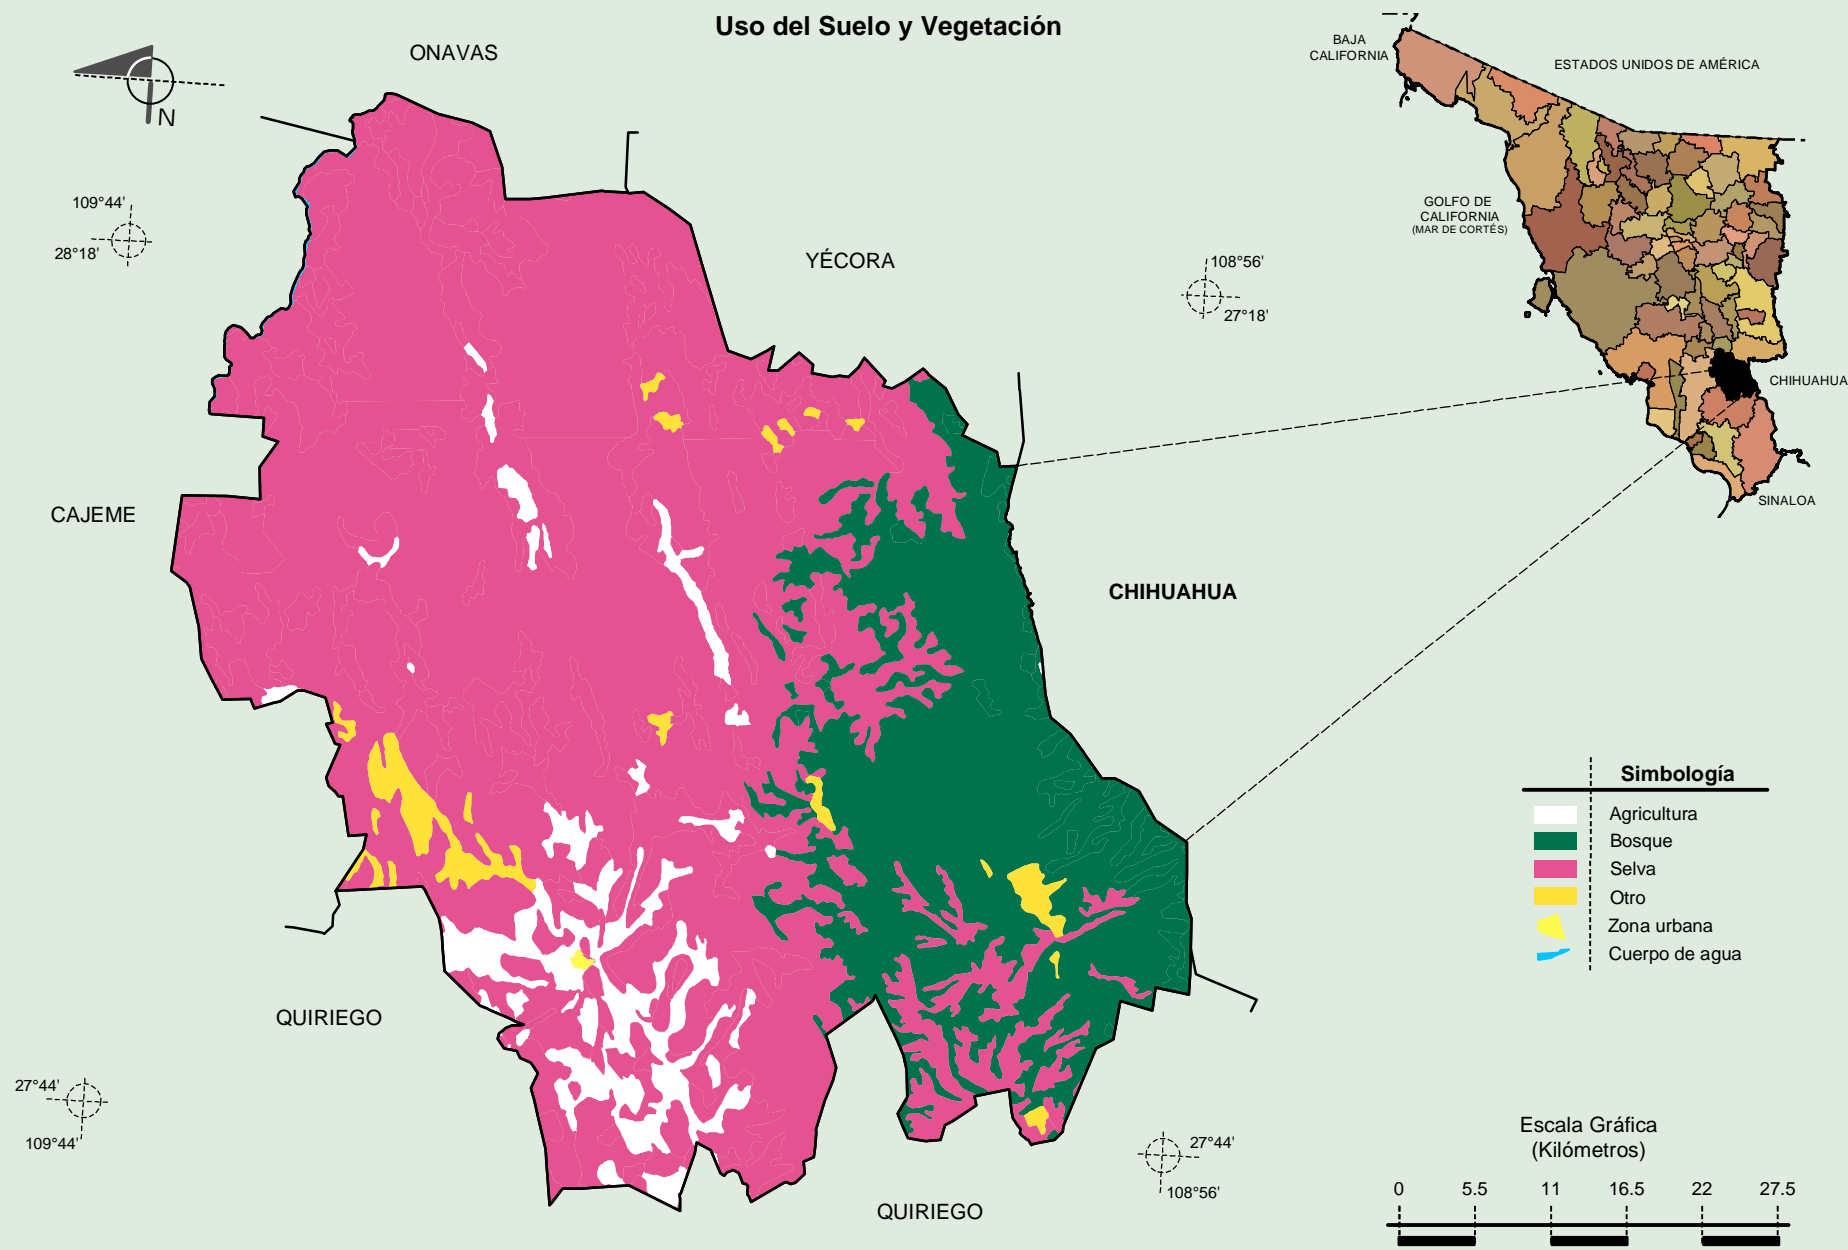 Uso del Suelo y Vegetación
ONAVAS
N
BAJA
CALIFORNIA
ESTADOS UNIDOS DE AMÉRICA
109°44'
28°18'
YÉCORA
108°56'
27°18'
GOLFO DE
CALIFORNIA
(MAR DE CORTÉS)
CHIHUAHUA
SINALOA
CAJEME
CHIHUAHUA
Simbología
Agricultura
Bosque
Selva
Otro
Zona urbana
Cuerpo de agua
QUIRIEGO
27°44'
109°44'
27°44'
108°56'
QUIRIEGO
Escala Gráfica
(Kilómetros)
0 5.5 11 16.5 22 27.5